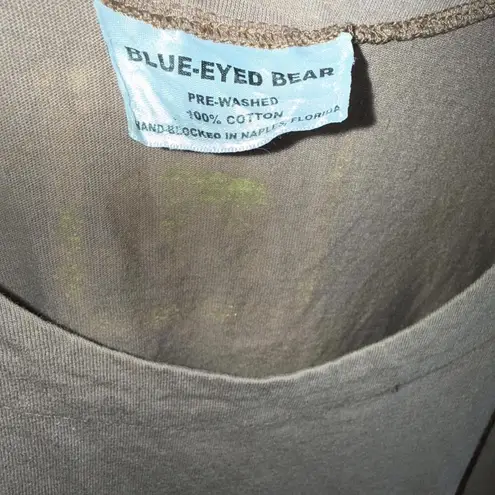 BLUE-EYED BEAR
PRE-WASHED
100% COTTON
HAND-BLOCKED IN NAPLES, FLORIDA